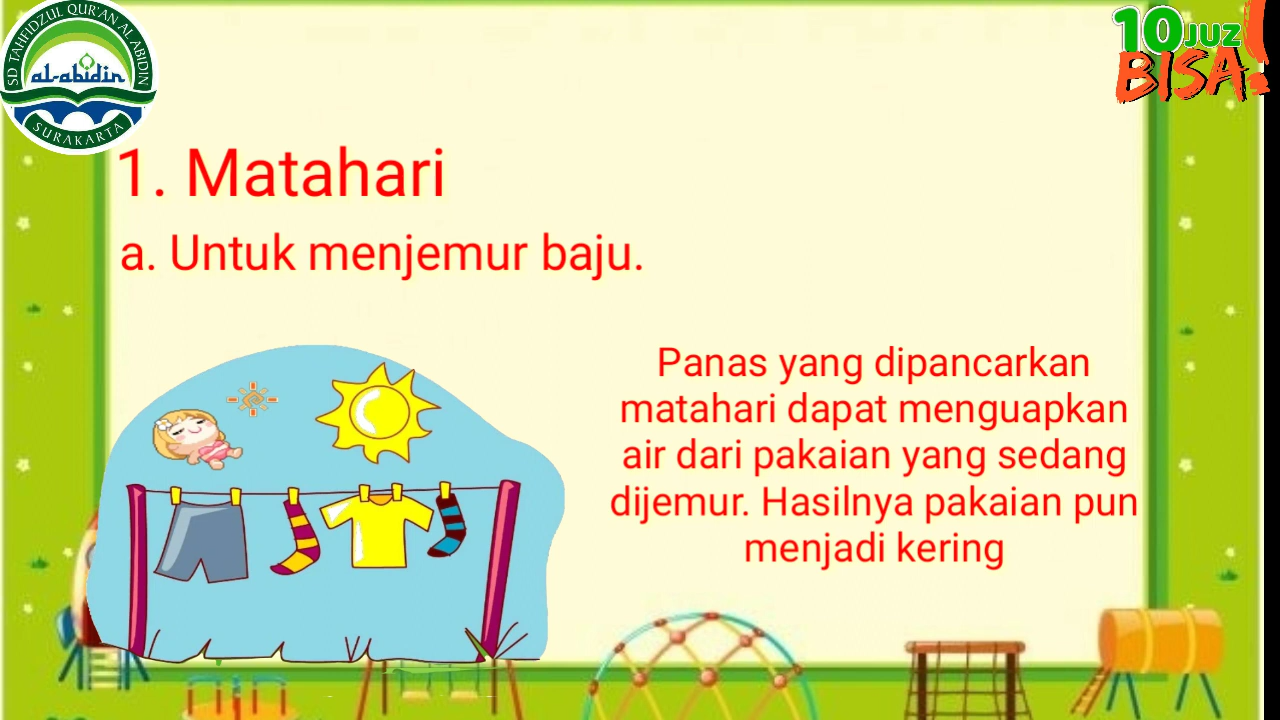 SD TAHFIDZUL QUR'AN AL ABIDIN
al-abidin
SURAKARTA
10 JUZ
BISA!
1. Matahari
a. Untuk menjemur baju.
Panas yang dipancarkan
matahari dapat menguapkan
air dari pakaian yang sedang
dijemur. Hasilnya pakaian pun
menjadi kering